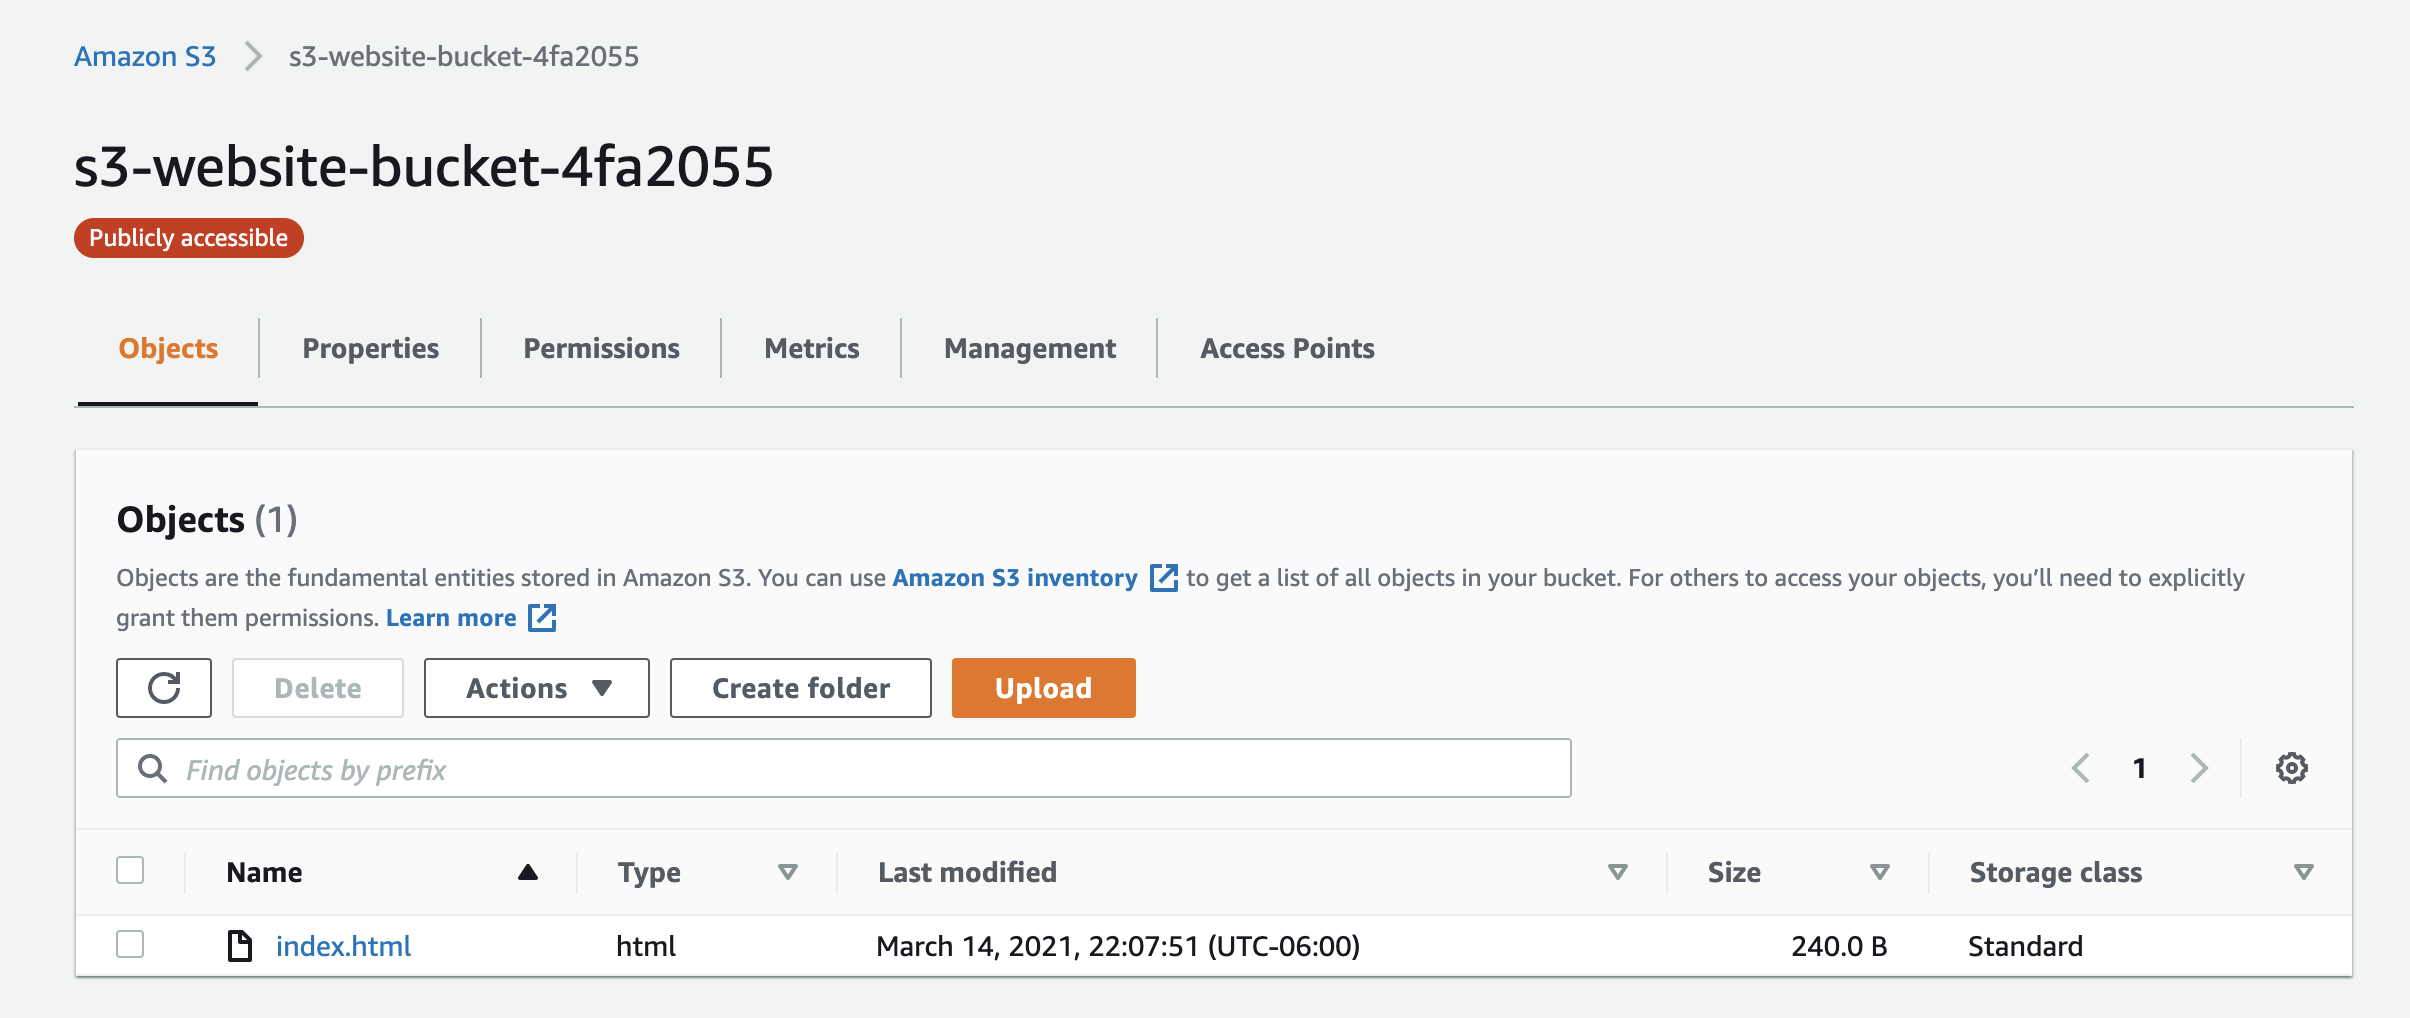 Amazon S3 s3-website-bucket-4fa2055
s3-website-bucket-4fa2055
Publicly accessible
Objects Properties Permissions Metrics Management Access Points
Objects (1)
Objects are the fundamental entities stored in Amazon S3. You can use Amazon S3 inventory to get a list of all objects in your bucket. For others to access your objects, you’ll need to explicitly
grant them permissions. Learn more
Delete Actions Create folder Upload
Find objects by prefix 1
Name Type Last modified Size Storage class
index.html html March 14, 2021, 22:07:51 (UTC-06:00) 240.0 B Standard